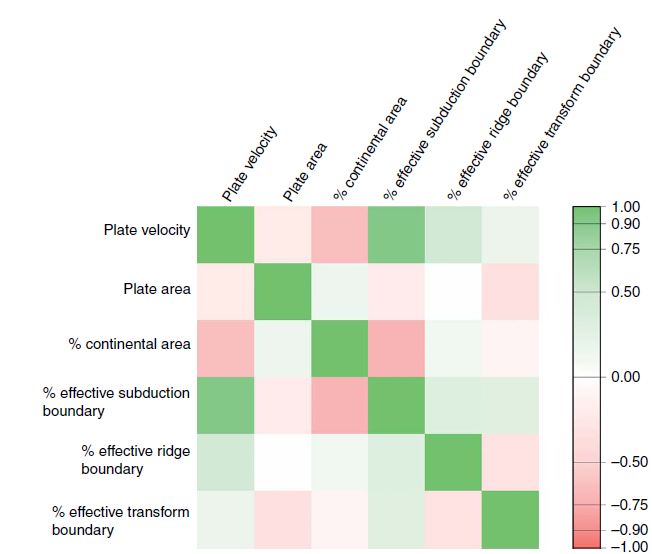 Plate velocity
Plate area
% continental area
% effective subduction boundary
% effective ridge boundary
% effective transform boundary
Plate velocity
Plate area
% continental area
% effective subduction
boundary
% effective ridge
boundary
% effective transform
boundary
1.00
0.90
0.75
0.50
0.00
–0.50
–0.75
–0.90
–1.00